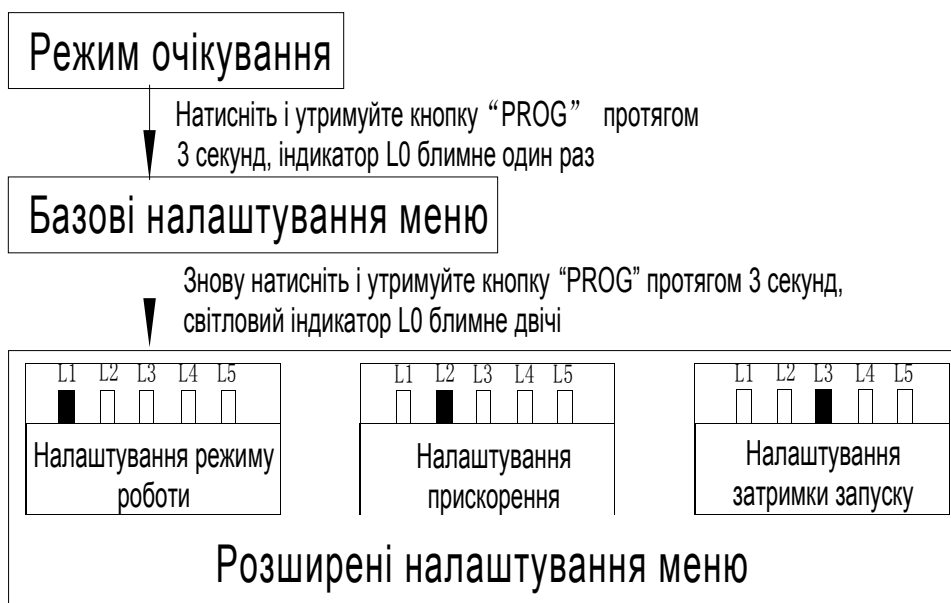 Режим очікування
Натисніть і утримуйте кнопку “PROG” протягом
3 секунд, індикатор L0 блимне один раз
Базові налаштування меню
Знову натисніть і утримуйте кнопку “PROG” протягом 3 секунд,
світловий індикатор L0 блимне двічі
L1 L2 L3 L4 L5
Налаштування режиму
роботи
L1 L2 L3 L4 L5
Налаштування
прискорення
L1 L2 L3 L4 L5
Налаштування
затримки запуску
Розширені налаштування меню